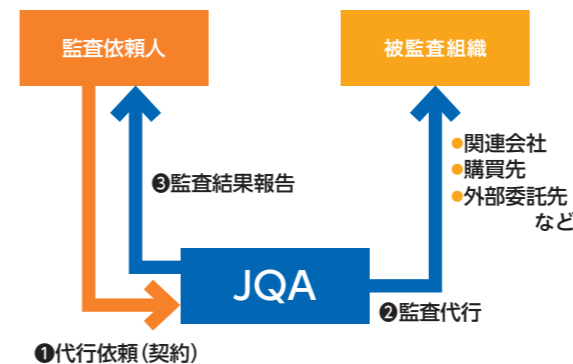 監査依頼人
被監査組織
●関連会社
●購買先
●外部委託先
など
❸監査結果報告
JQA
❷監査代行
❶代行依頼(契約)